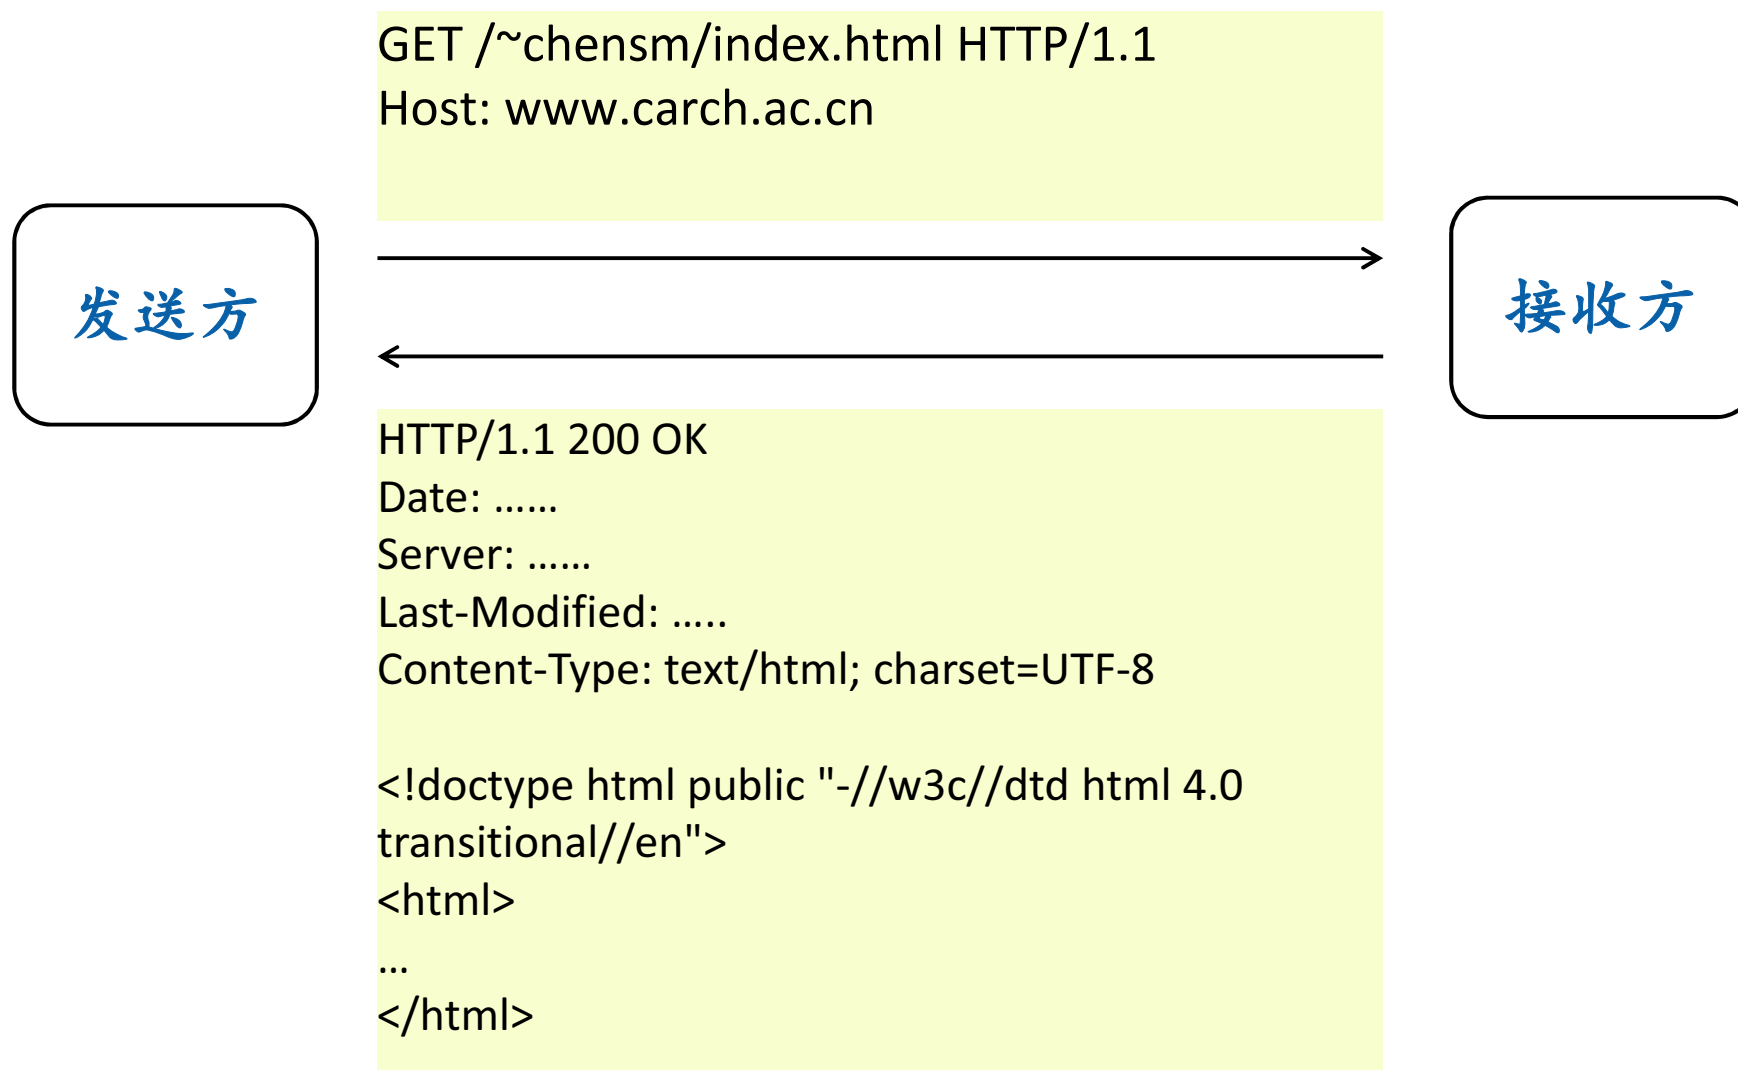 GET /~chensm/index.html HTTP/1.1
Host: www.carch.ac.cn
发送方
接收方
HTTP/1.1 200 OK
Date: ……
Server: ……
Last-Modified: …..
Content-Type: text/html; charset=UTF-8
<!doctype html public "-//w3c//dtd html 4.0
transitional//en">
<html>
…
</html>